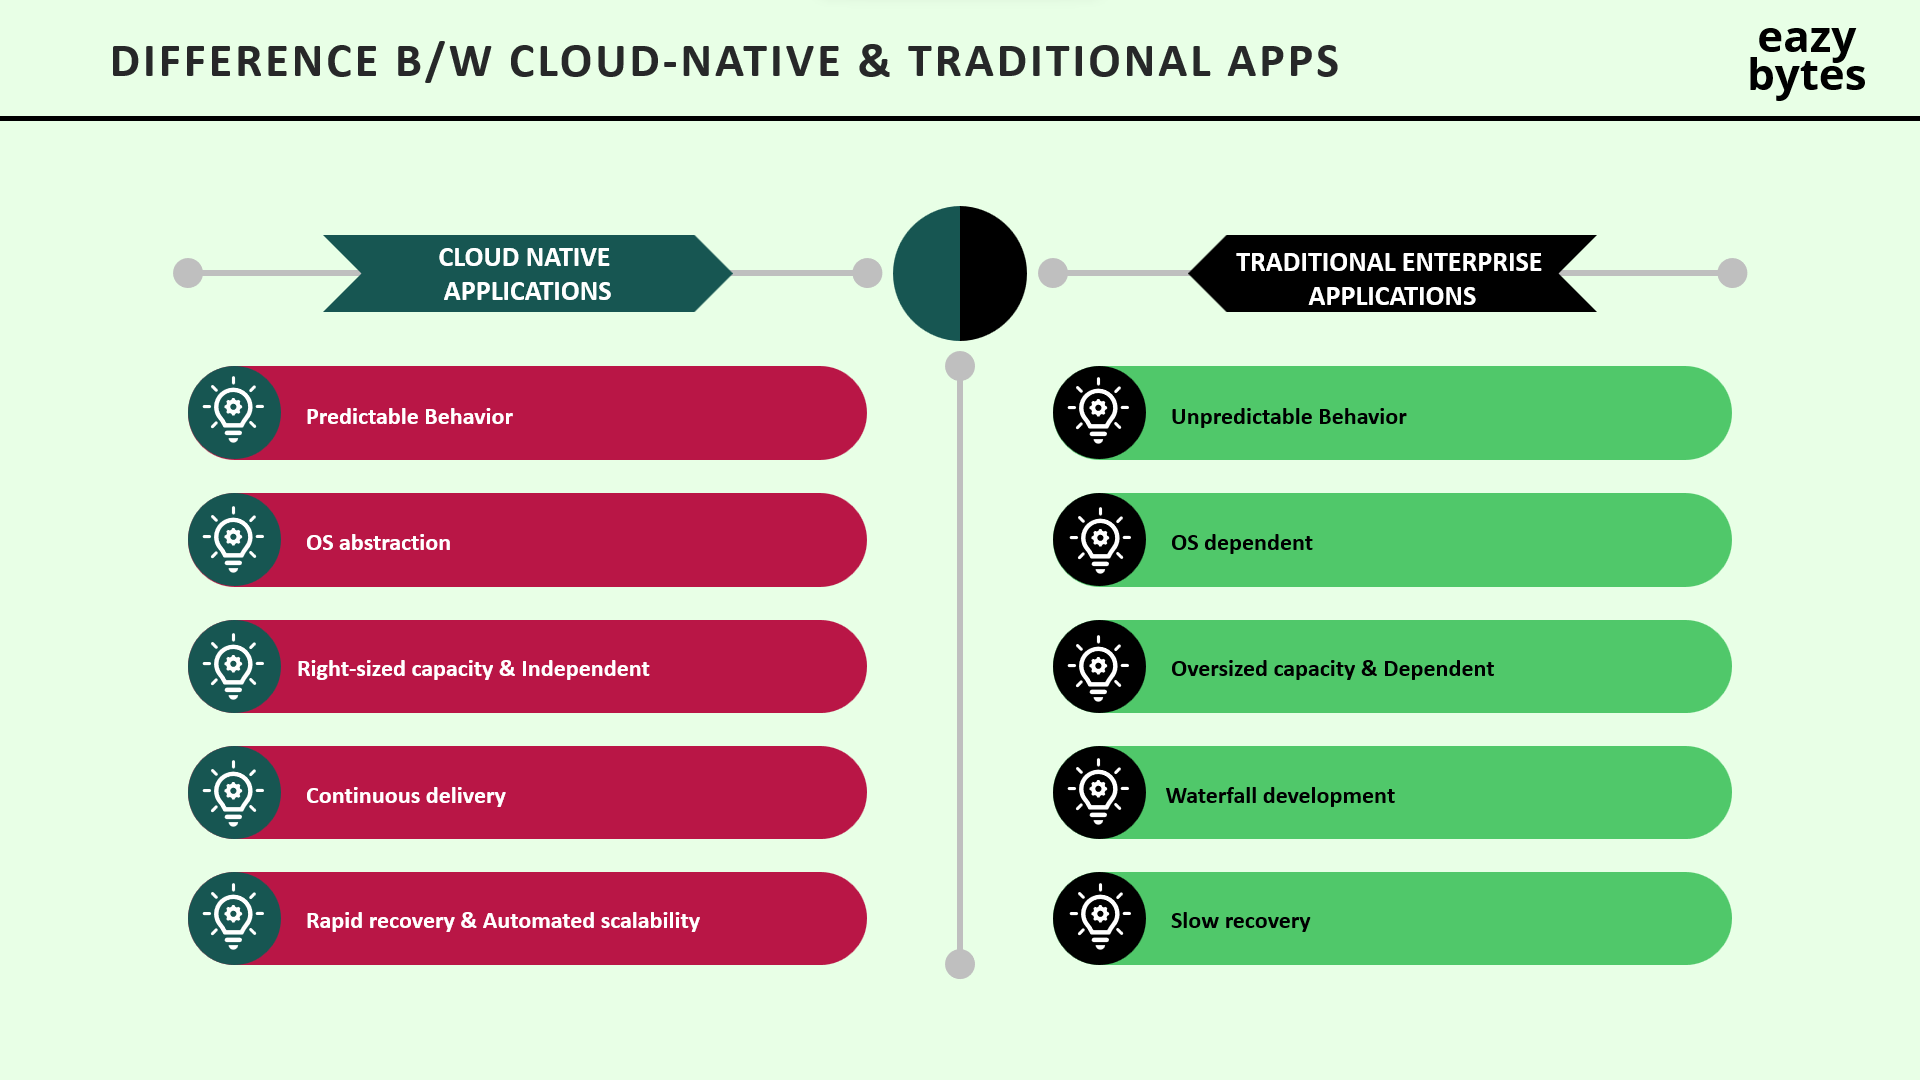 DIFFERENCE B/W CLOUD-NATIVE & TRADITIONAL APPS
eazy
bytes
CLOUD NATIVE
APPLICATIONS
Predictable Behavior
OS abstraction
Right-sized capacity & Independent
Continuous delivery
Rapid recovery & Automated scalability
TRADITIONAL ENTERPRISE
APPLICATIONS
Unpredictable Behavior
OS dependent
Oversized capacity & Dependent
Waterfall development
Slow recovery